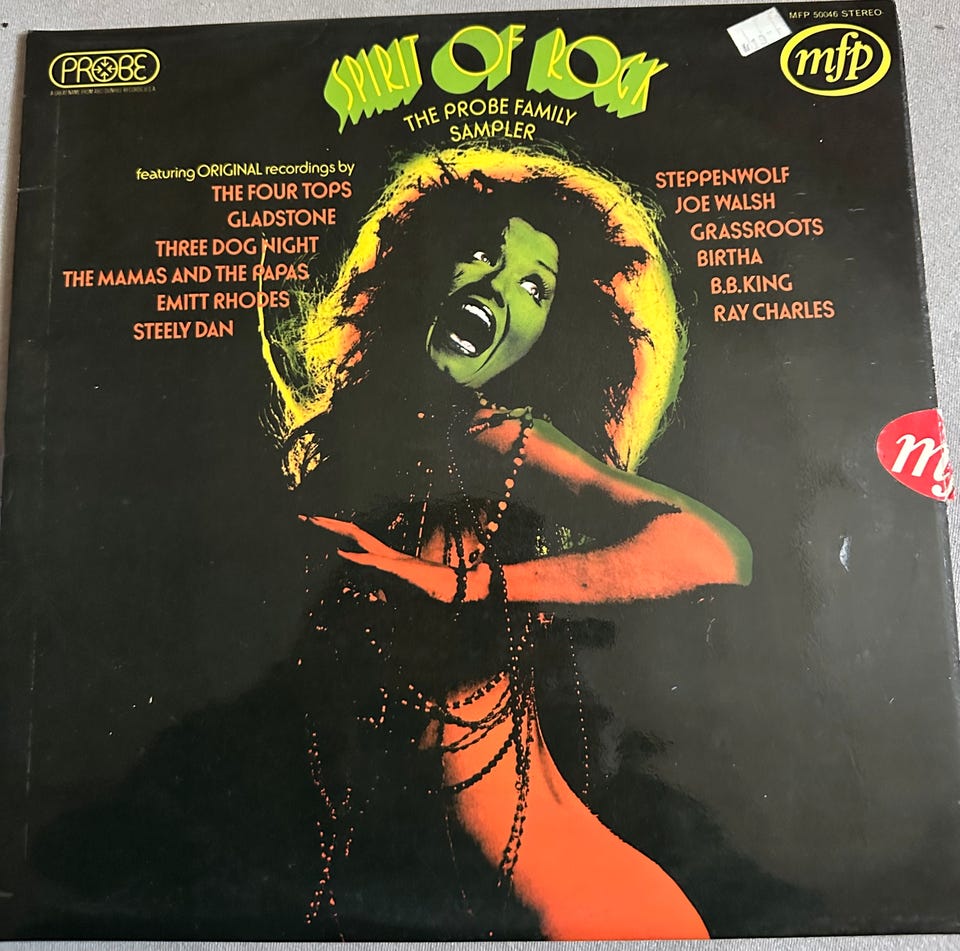 MFP 50046 STEREO
PROBE
mfp
SPIRIT OF ROCK
THE PROBE FAMILY
SAMPLER
featuring ORIGINAL recordings by
THE FOUR TOPS
GLADSTONE
THREE DOG NIGHT
THE MAMAS AND THE PAPAS
EMITT RHODES
STEELY DAN
STEPPENWOLF
JOE WALSH
GRASSROOTS
BIRTHA
B.B.KING
RAY CHARLES